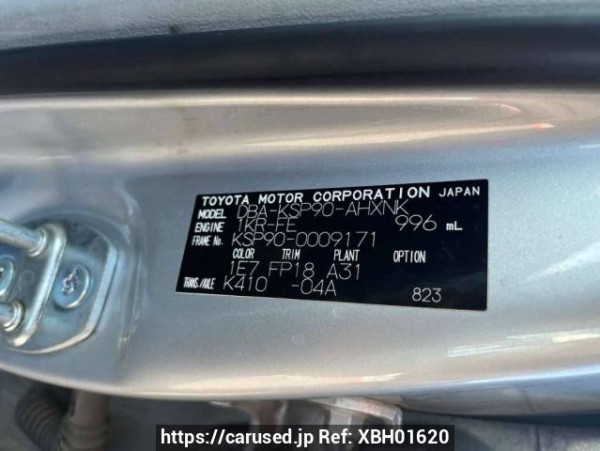 TOYOTA MOTOR CORPORATION JAPAN
MODEL DBA-KSP90-AHXNK
ENGINE 1KR-FE 996 mL
FRAME No. KSP90-0009171
COLOR TRIM PLANT OPTION
1E7 FP18 A31
TRANS./AXLE K410 -04A 823
https://carused.jp Ref: XBH01620